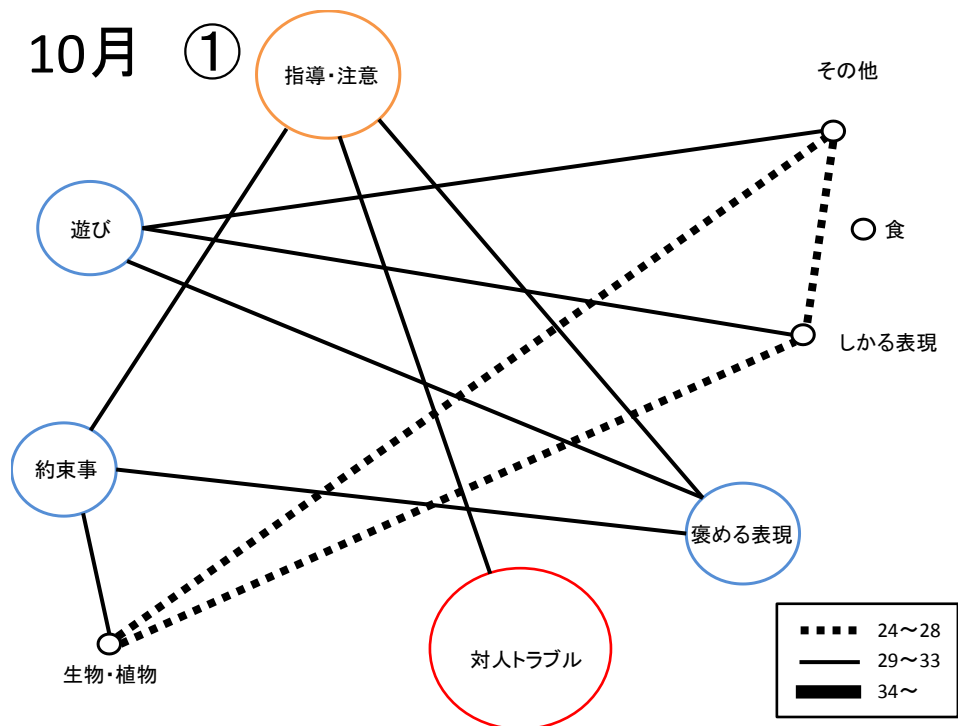 10月 ①
指導・注意
その他
遊び
食
しかる表現
約束事
褒める表現
対人トラブル
生物・植物
24～28
29～33
34～